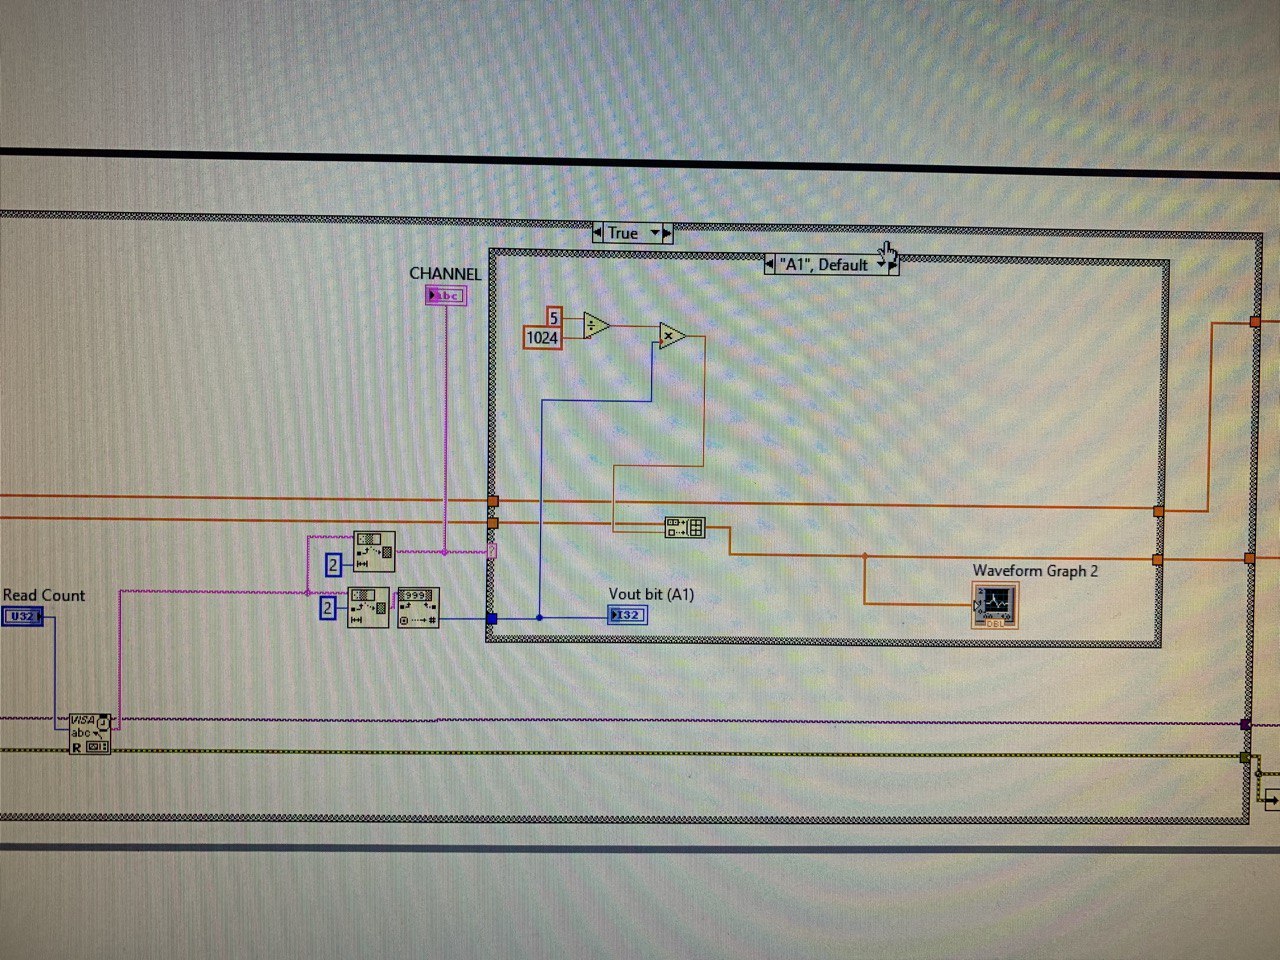 True
"A1", Default
CHANNEL
abc
5
1024
2
2
999
Read Count
U32
Vout bit (A1)
I32
Waveform Graph 2
DBL
VISA
abc
R